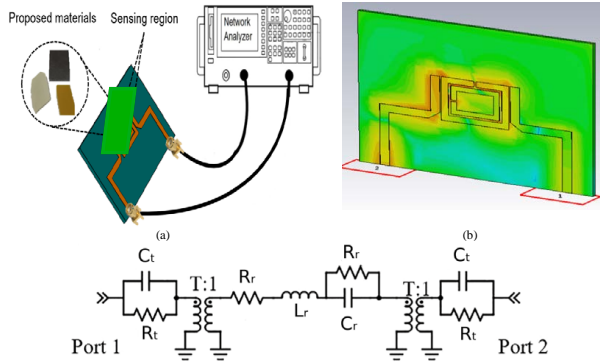 Proposed materials Sensing region
Network
Analyzer
2
1
(a)
(b)
Ct
T:1
Rr
Rr
T:1
Ct
Rt
Lr
Cr
Rt
Port 1
Port 2